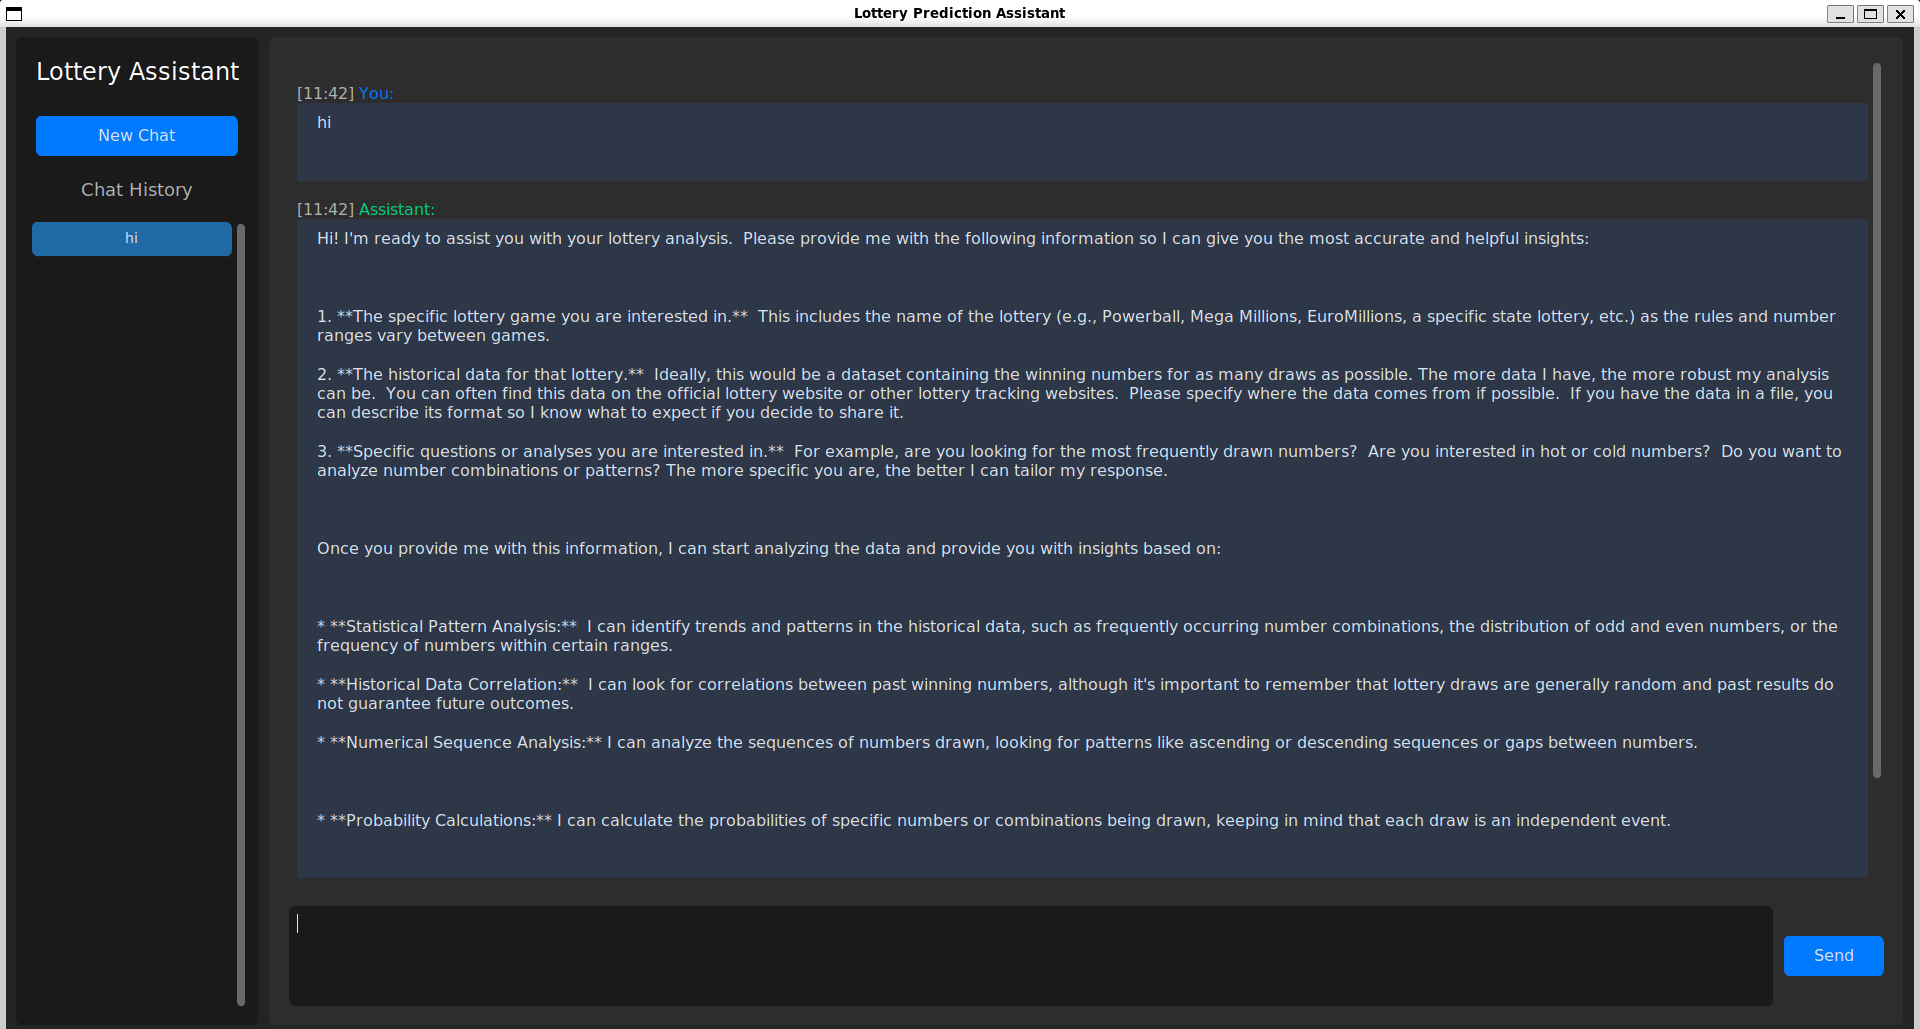 Lottery Prediction Assistant
Lottery Assistant
New Chat
Chat History
hi
[11:42] You:
hi
[11:42] Assistant:
Hi! I'm ready to assist you with your lottery analysis.  Please provide me with the following information so I can give you the most accurate and helpful insights:
1. **The specific lottery game you are interested in.**  This includes the name of the lottery (e.g., Powerball, Mega Millions, EuroMillions, a specific state lottery, etc.) as the rules and number
ranges vary between games.
2. **The historical data for that lottery.**  Ideally, this would be a dataset containing the winning numbers for as many draws as possible. The more data I have, the more robust my analysis
can be.  You can often find this data on the official lottery website or other lottery tracking websites.  Please specify where the data comes from if possible.  If you have the data in a file, you
can describe its format so I know what to expect if you decide to share it.
3. **Specific questions or analyses you are interested in.**  For example, are you looking for the most frequently drawn numbers?  Are you interested in hot or cold numbers?  Do you want to
analyze number combinations or patterns? The more specific you are, the better I can tailor my response.
Once you provide me with this information, I can start analyzing the data and provide you with insights based on:
* **Statistical Pattern Analysis:**  I can identify trends and patterns in the historical data, such as frequently occurring number combinations, the distribution of odd and even numbers, or the
frequency of numbers within certain ranges.
* **Historical Data Correlation:**  I can look for correlations between past winning numbers, although it's important to remember that lottery draws are generally random and past results do
not guarantee future outcomes.
* **Numerical Sequence Analysis:** I can analyze the sequences of numbers drawn, looking for patterns like ascending or descending sequences or gaps between numbers.
* **Probability Calculations:** I can calculate the probabilities of specific numbers or combinations being drawn, keeping in mind that each draw is an independent event.
Send